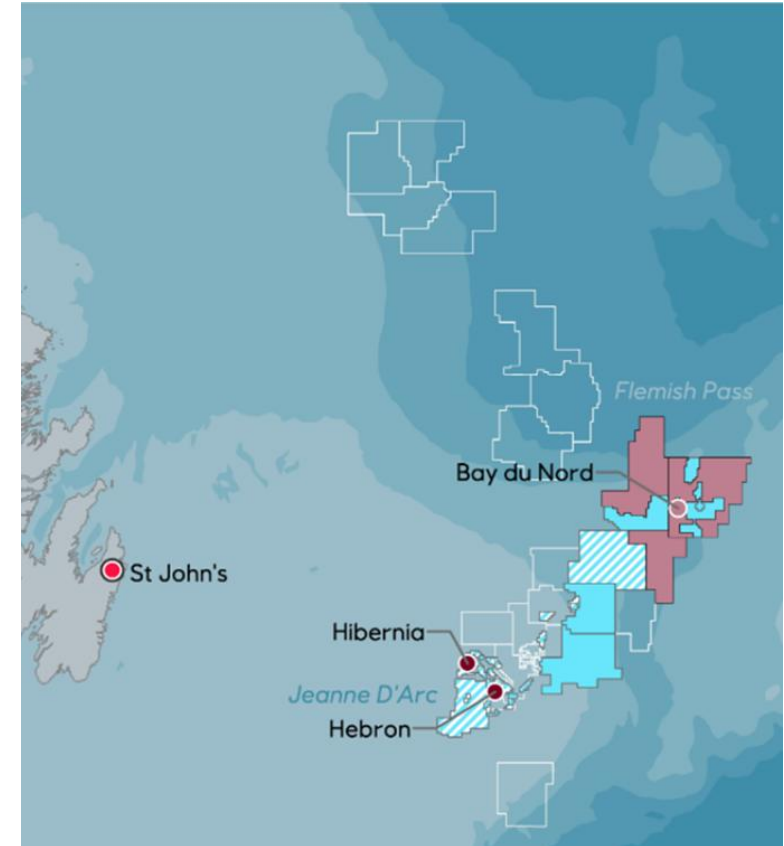 Flemish Pass
Bay du Nord
St John's
Hibernia
Jeanne D'Arc
Hebron